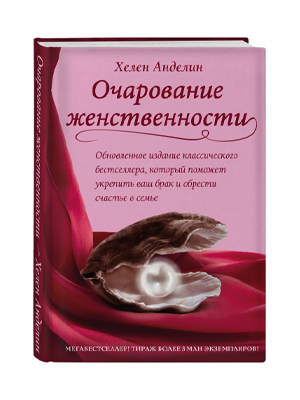 Хелен Анделин
Очарование
женственности
Обновленное издание классического
бестселлера, который поможет
укрепить ваш брак и обрести
счастье в семье
МЕГАБЕСТСЕЛЛЕР! ТИРАЖ БОЛЕЕ 3 МЛН ЭКЗЕМПЛЯРОВ!
Очарование женственности – Хелен Анделин